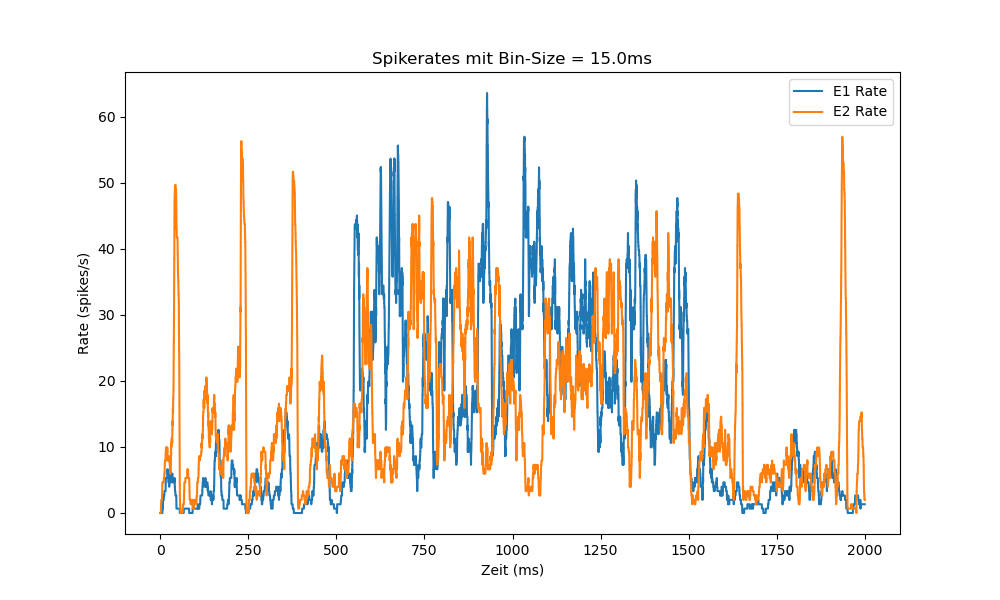 Spikerates mit Bin-Size = 15.0ms
E1 Rate
E2 Rate
Rate (spikes/s)
60
50
40
30
20
10
0
0 250 500 750 1000 1250 1500 1750 2000
Zeit (ms)